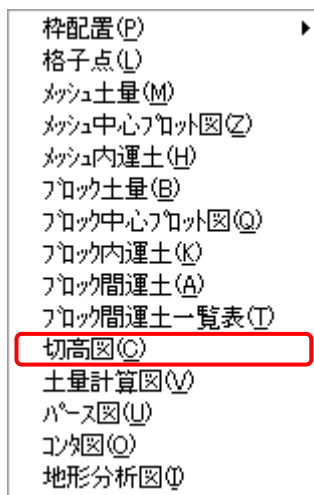 枠配置(P)
格子点(L)
ﾒｯｼｭ土量(M)
ﾒｯｼｭ中心ﾌﾟﾛｯﾄ図(Z)
ﾒｯｼｭ内運土(H)
ﾌﾞﾛｯｸ土量(B)
ﾌﾞﾛｯｸ中心ﾌﾟﾛｯﾄ図(Q)
ﾌﾞﾛｯｸ内運土(K)
ﾌﾞﾛｯｸ間運土(A)
ﾌﾞﾛｯｸ間運土一覧表(T)
切高図(C)
土量計算図(V)
ﾊﾟｰｽ図(U)
ｺﾝﾀ図(O)
地形分析図(I)